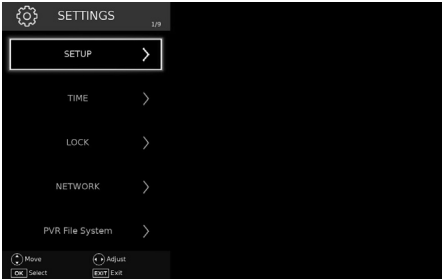 SETTINGS
1/9
SETUP
TIME
LOCK
NETWORK
PVR File System
Move Adjust
OK Select EXIT Exit